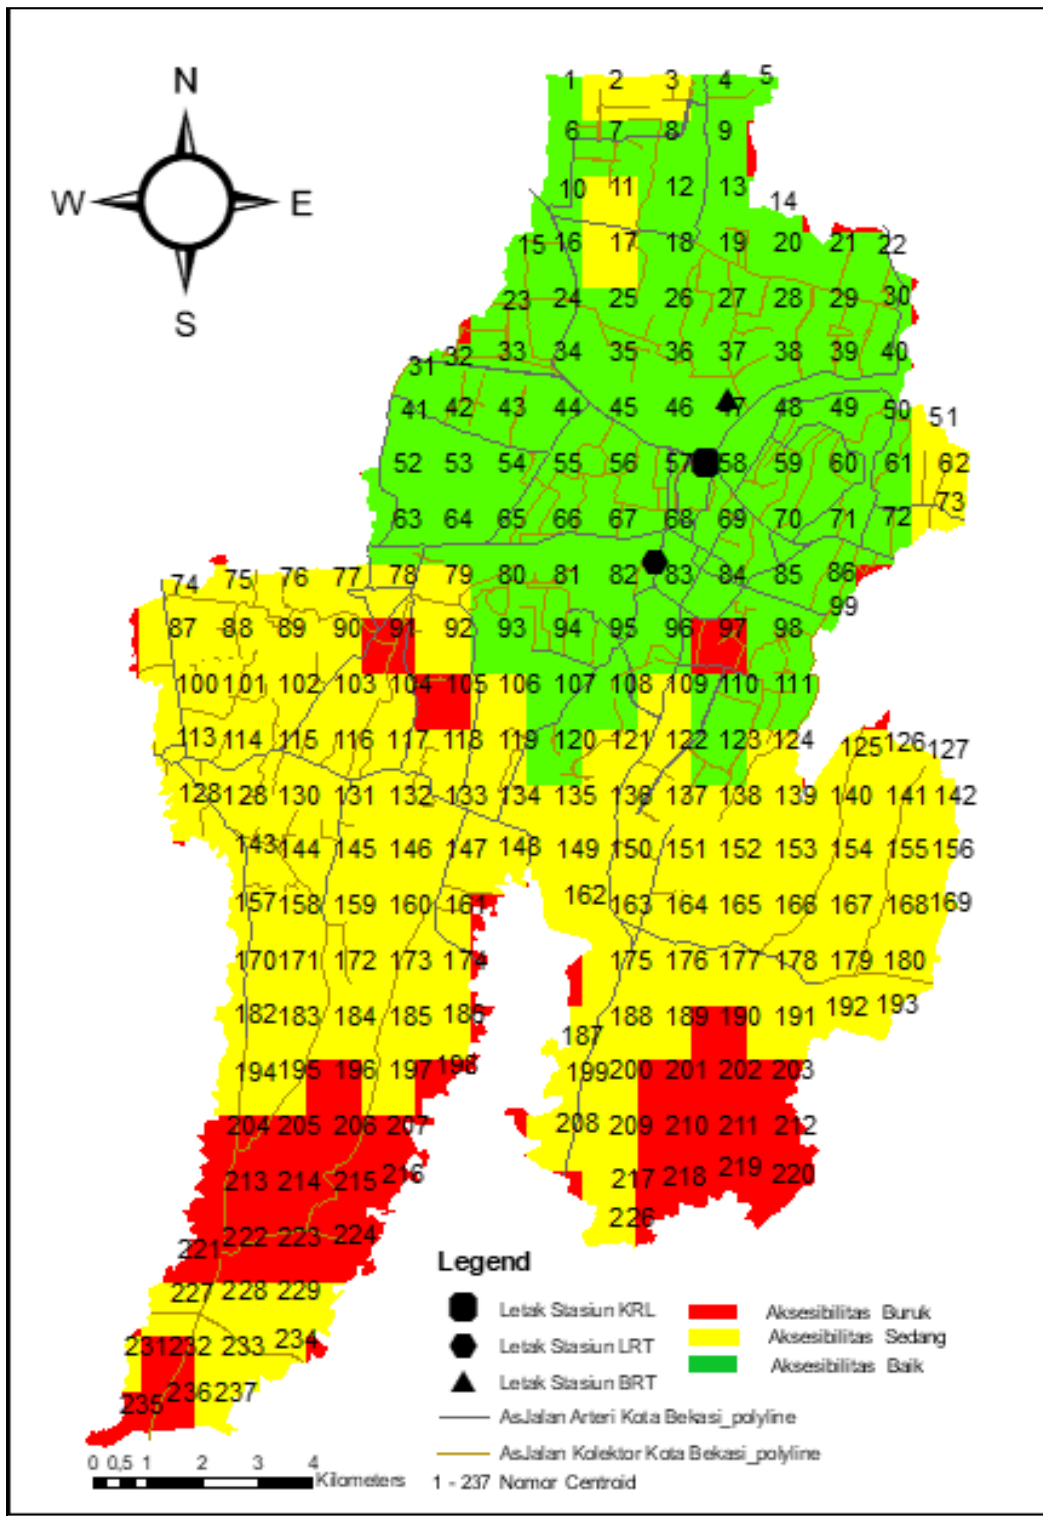 N
W E
S
1 2 3 4 5
6 7 8 9
10 11 12 13
14
15 16 17 18 19 20 21 22
23 24 25 26 27 28 29 30
31 32 33 34 35 36 37 38 39 40
41 42 43 44 45 46 47 48 49 50 51
52 53 54 55 56 57 58 59 60 61 62
63 64 65 66 67 68 69 70 71 72 73
74 75 76 77 78 79 80 81 82 83 84 85 86
87 88 89 90 91 92 93 94 95 96 97 98 99
100 101 102 103 104 105 106 107 108 109 110 111
113 114 115 116 117 118 119 120 121 122 123 124 125 126 127
128 128 130 131 132 133 134 135 136 137 138 139 140 141 142
143 144 145 146 147 148 149 150 151 152 153 154 155 156
157 158 159 160 161 162 163 164 165 166 167 168 169
170 171 172 173 174 175 176 177 178 179 180
182 183 184 185 186 187 188 189 190 191 192 193
194 195 196 197 198 199 200 201 202 203
204 205 206 207 208 209 210 211 212
213 214 215 216 217 218 219 220
221 222 223 224 226
227 228 229
231 232 233 234
235 236 237
Legend
Letak Stasiun KRL
Letak Stasiun LRT
Letak Stasiun BRT
AsJalan Arteri Kota Bekasi_polyline
AsJalan Kolektor Kota Bekasi_polyline
1 - 237 Nomor Centroid
Aksesibilitas Buruk
Aksesibilitas Sedang
Aksesibilitas Baik
0 0,5 1 2 3 4
Kilometers